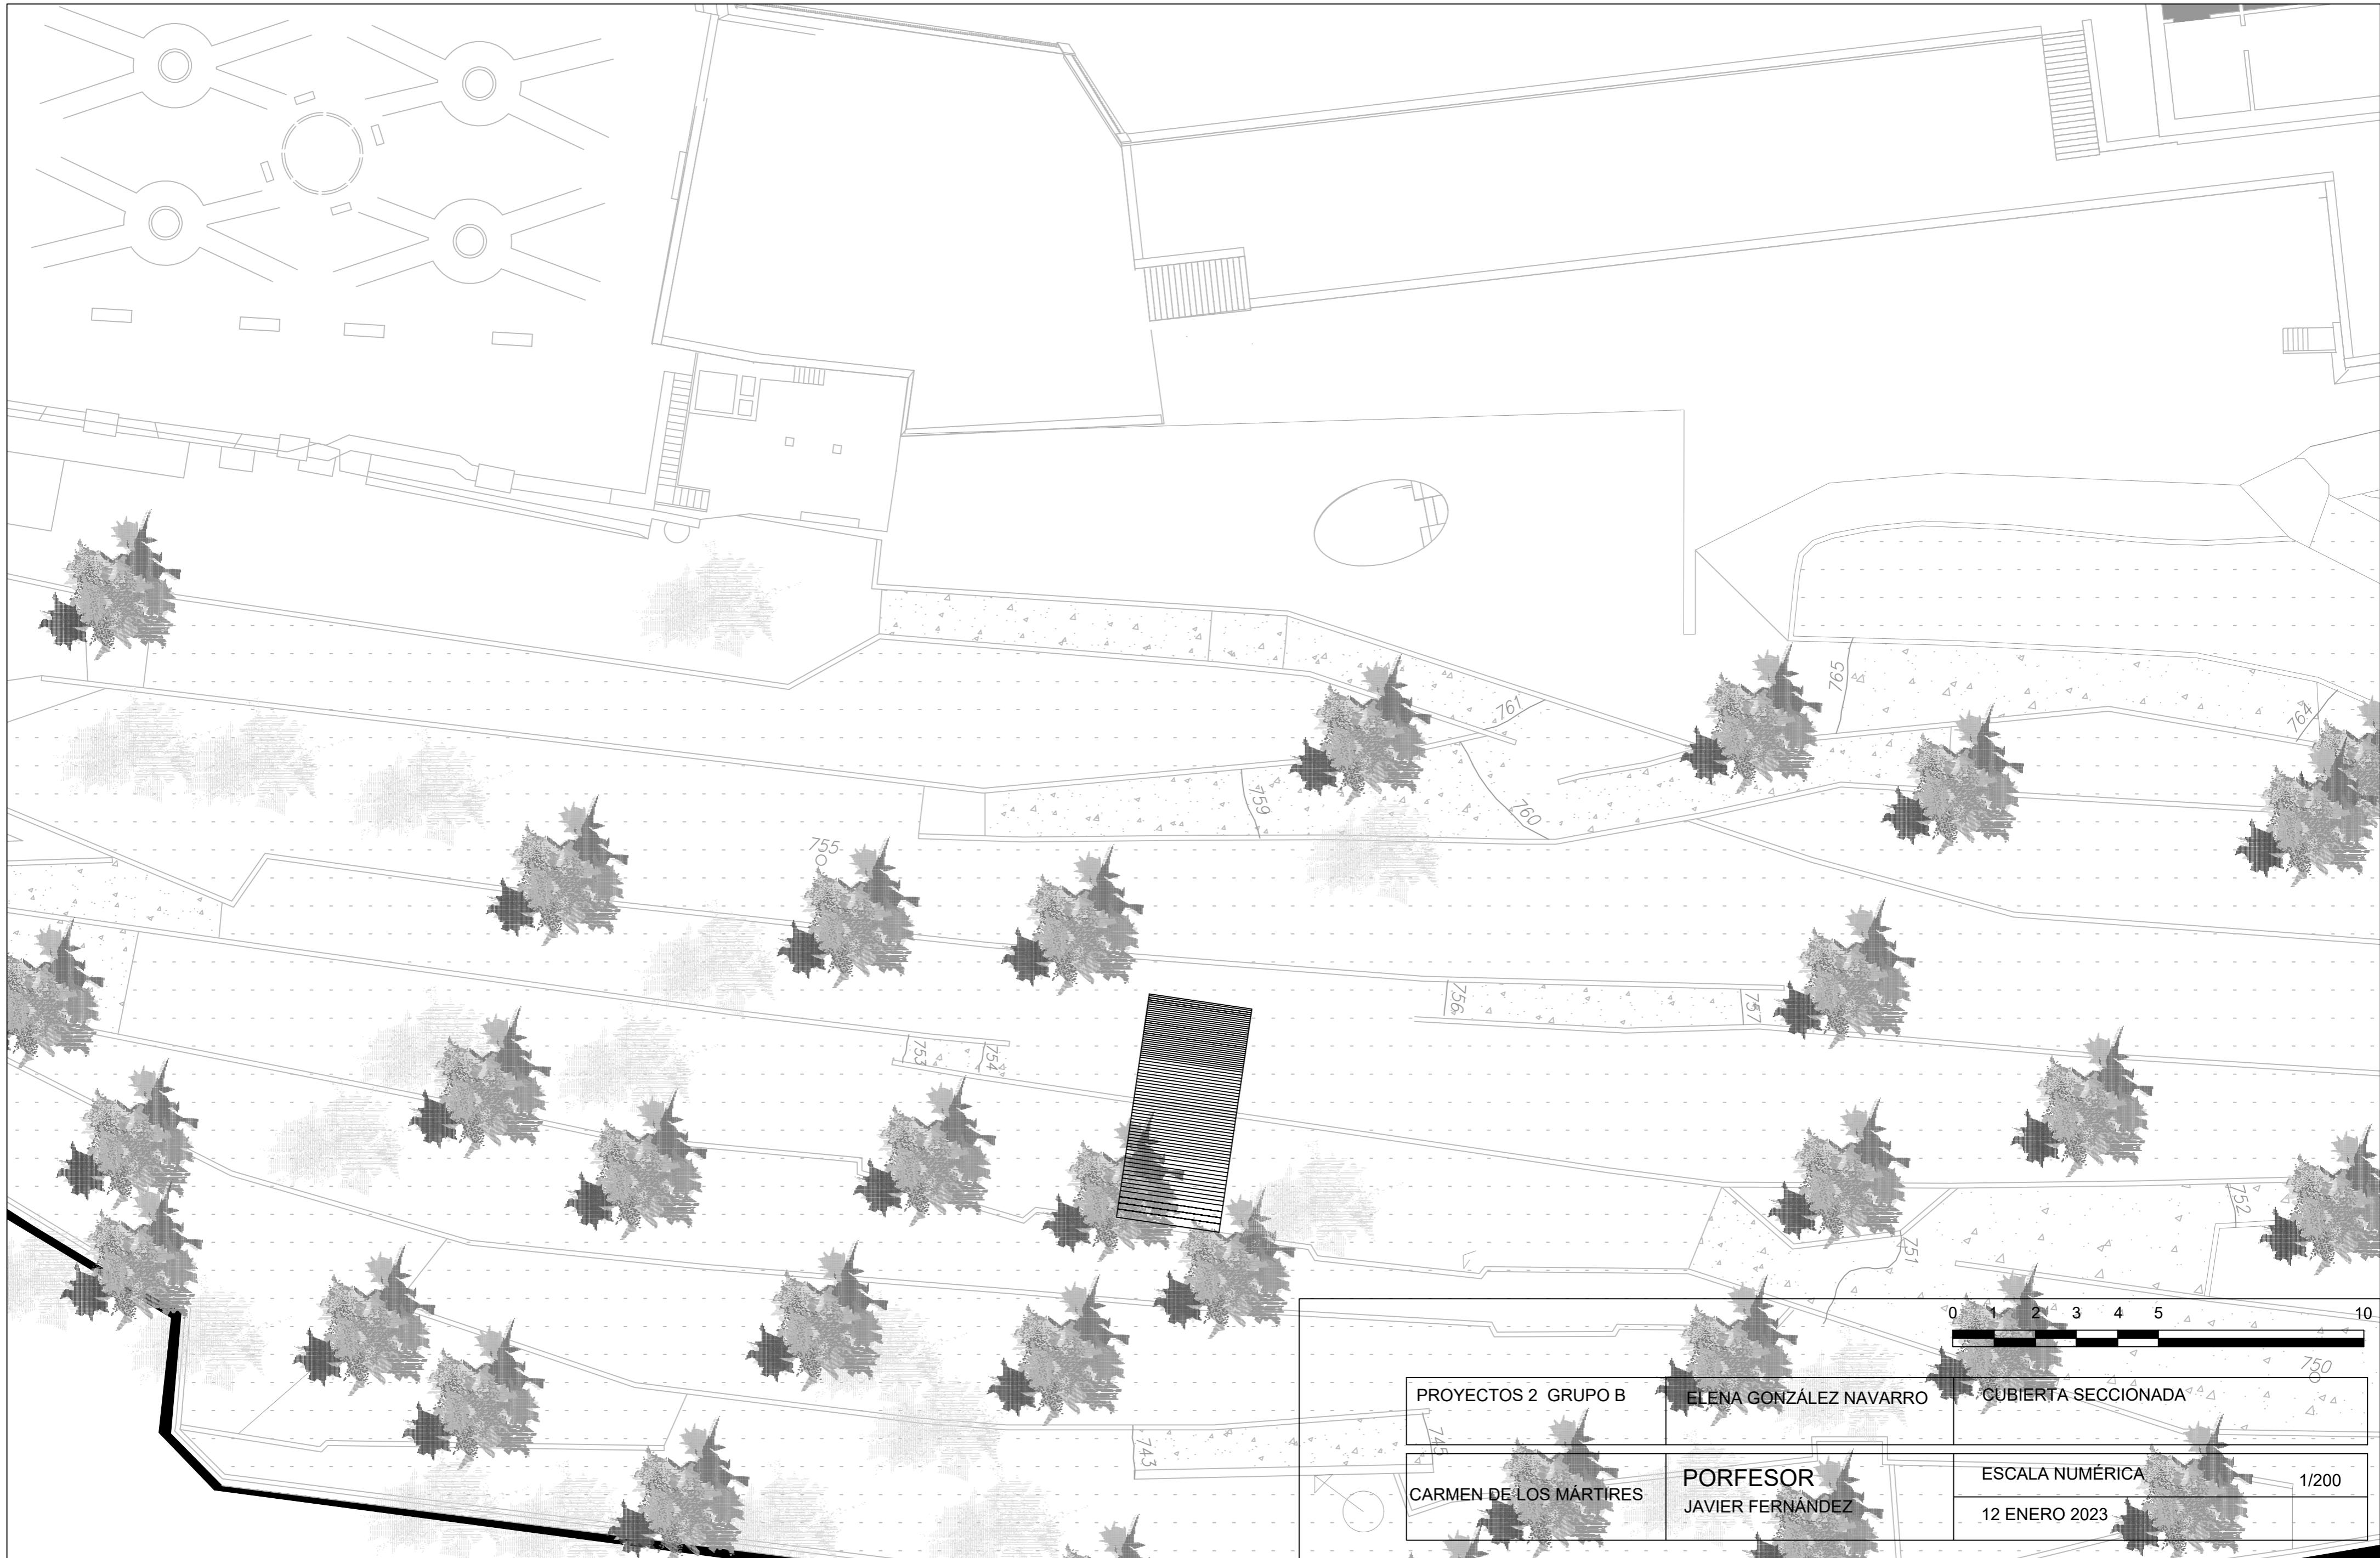 765
761
764
759
760
755
756
757
753
754
752
751
0 1 2 3 4 5 10
750
PROYECTOS 2 GRUPO B
ELENA GONZÁLEZ NAVARRO
CUBIERTA SECCIONADA
743
745
CARMEN DE LOS MÁRTIRES
PORFESOR
JAVIER FERNÁNDEZ
ESCALA NUMÉRICA
1/200
12 ENERO 2023